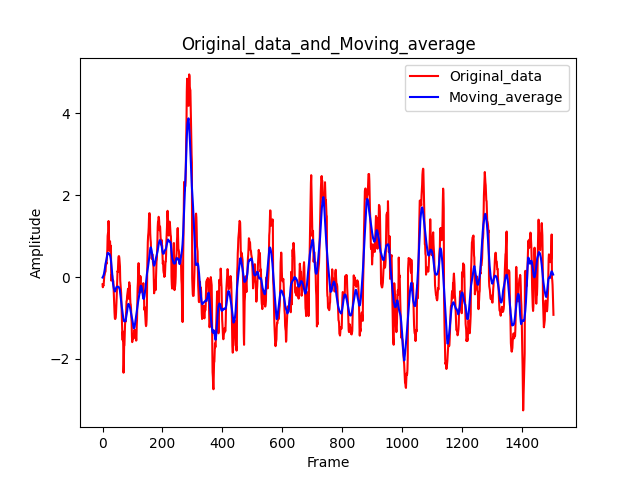 Original_data_and_Moving_average
Original_data
Moving_average
Amplitude
4
2
0
−2
0 200 400 600 800 1000 1200 1400
Frame